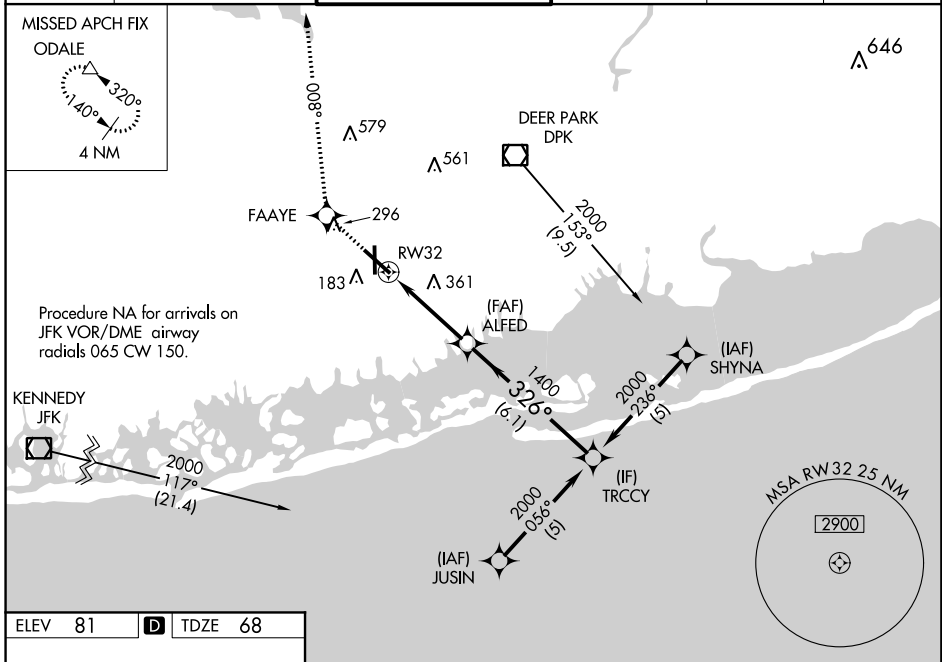 MISSED APCH FIX
ODALE
320°
140°
4 NM
008°
646
579
561
DEER PARK
DPK
2000
153°
(9.5)
FAAYE
296
RW32
183
361
Procedure NA for arrivals on
JFK VOR/DME airway
radials 065 CW 150.
(FAF)
ALFED
(IAF)
SHYNA
1400
326°
(6.1)
2000
236°
(5)
KENNEDY
JFK
2000
117°
(21.4)
(IF)
TRCCY
2000
056°
(5)
(IAF)
JUSIN
MSA RW32 25 NM
2900
ELEV 81 D TDZE 68